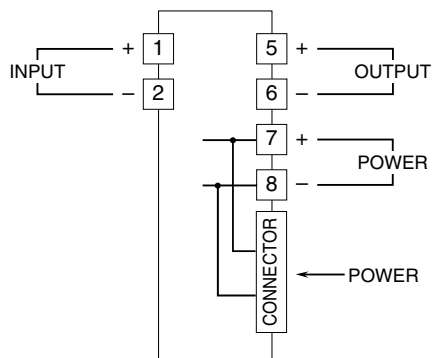 + 1 5 +
INPUT OUTPUT
− 2 6 −
7 +
POWER
8 −
CONNECTOR
POWER